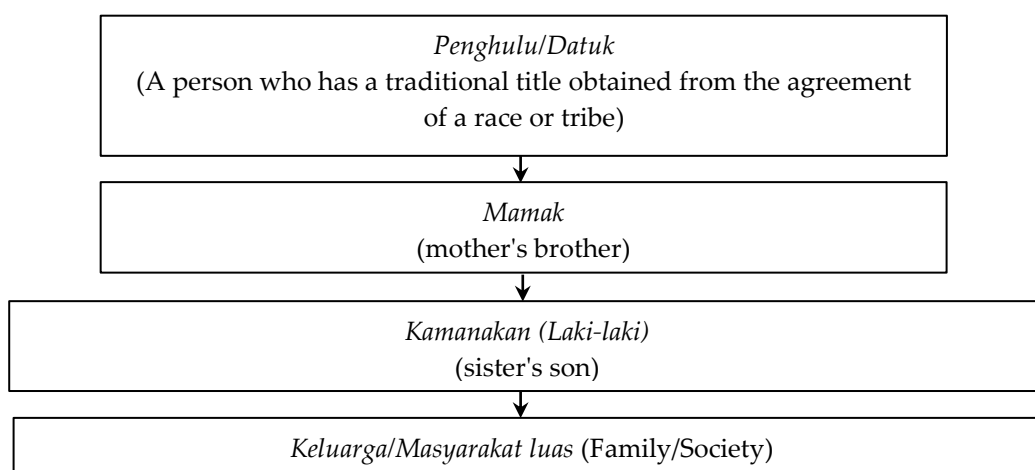 Penghulu/Datuk
(A person who has a traditional title obtained from the agreement
of a race or tribe)
Mamak
(mother's brother)
Kamanakan (Laki-laki)
(sister's son)
Keluarga/Masyarakat luas (Family/Society)